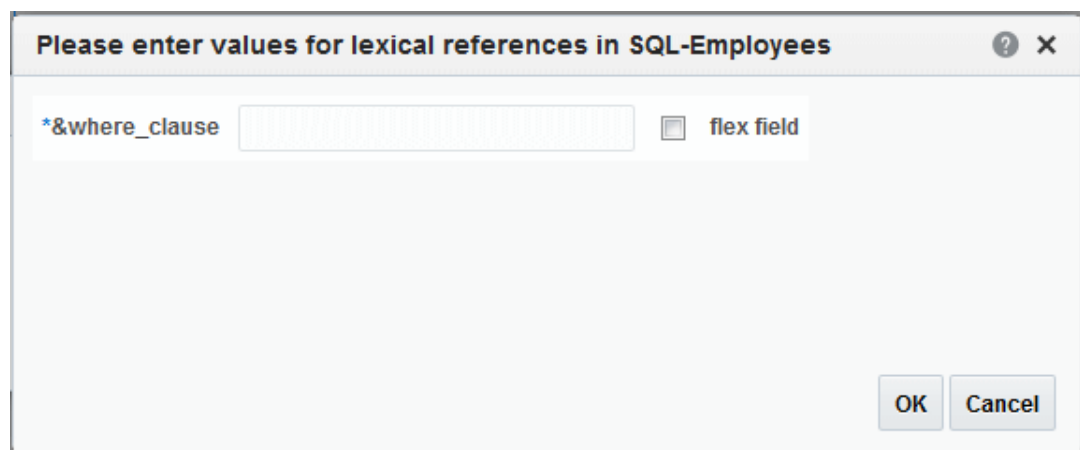 Please enter values for lexical references in SQL-Employees ? ×
*&where_clause flex field
OK Cancel